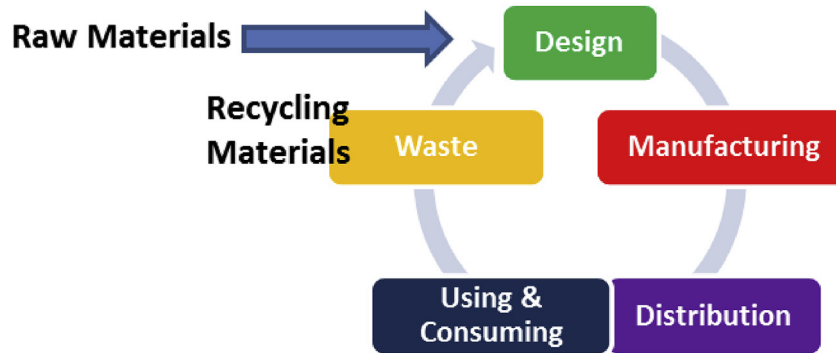 Raw Materials
Design
Recycling
Materials
Waste
Manufacturing
Using &
Consuming
Distribution